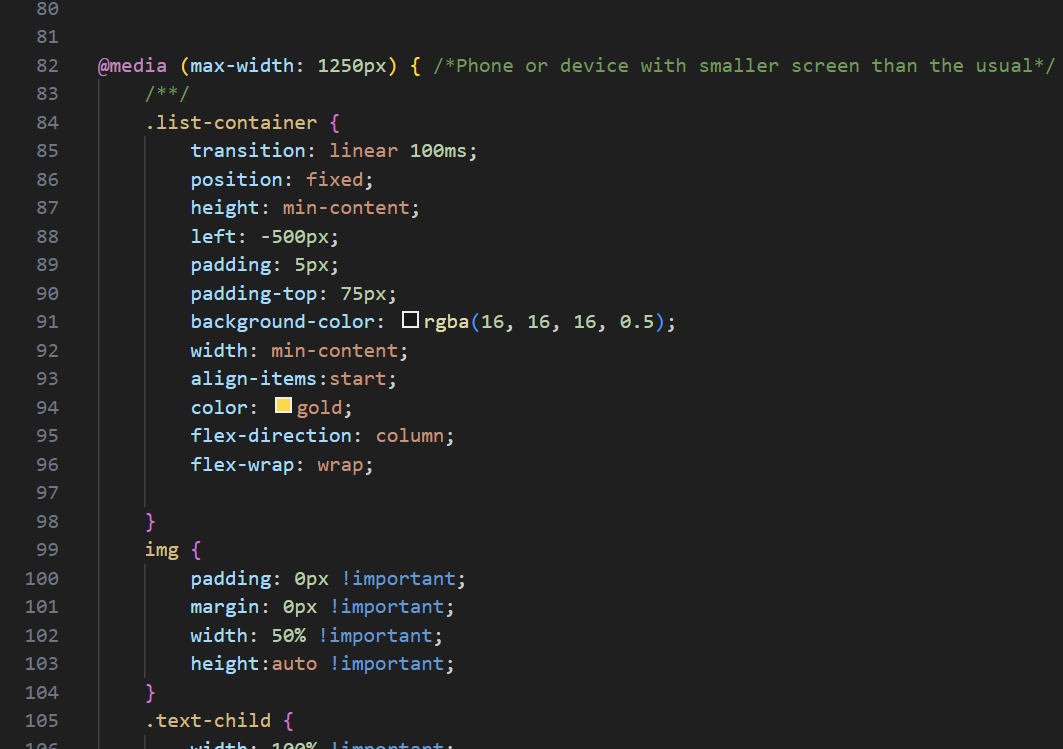 80
81
82 @media (max-width: 1250px) { /*Phone or device with smaller screen than the usual*/
83 /**/
84 .list-container {
85 transition: linear 100ms;
86 position: fixed;
87 height: min-content;
88 left: -500px;
89 padding: 5px;
90 padding-top: 75px;
91 background-color: rgba(16, 16, 16, 0.5);
92 width: min-content;
93 align-items:start;
94 color: gold;
95 flex-direction: column;
96 flex-wrap: wrap;
97
98 }
99 img {
100 padding: 0px !important;
101 margin: 0px !important;
102 width: 50% !important;
103 height:auto !important;
104 }
105 .text-child {
106 width: 100% !important;